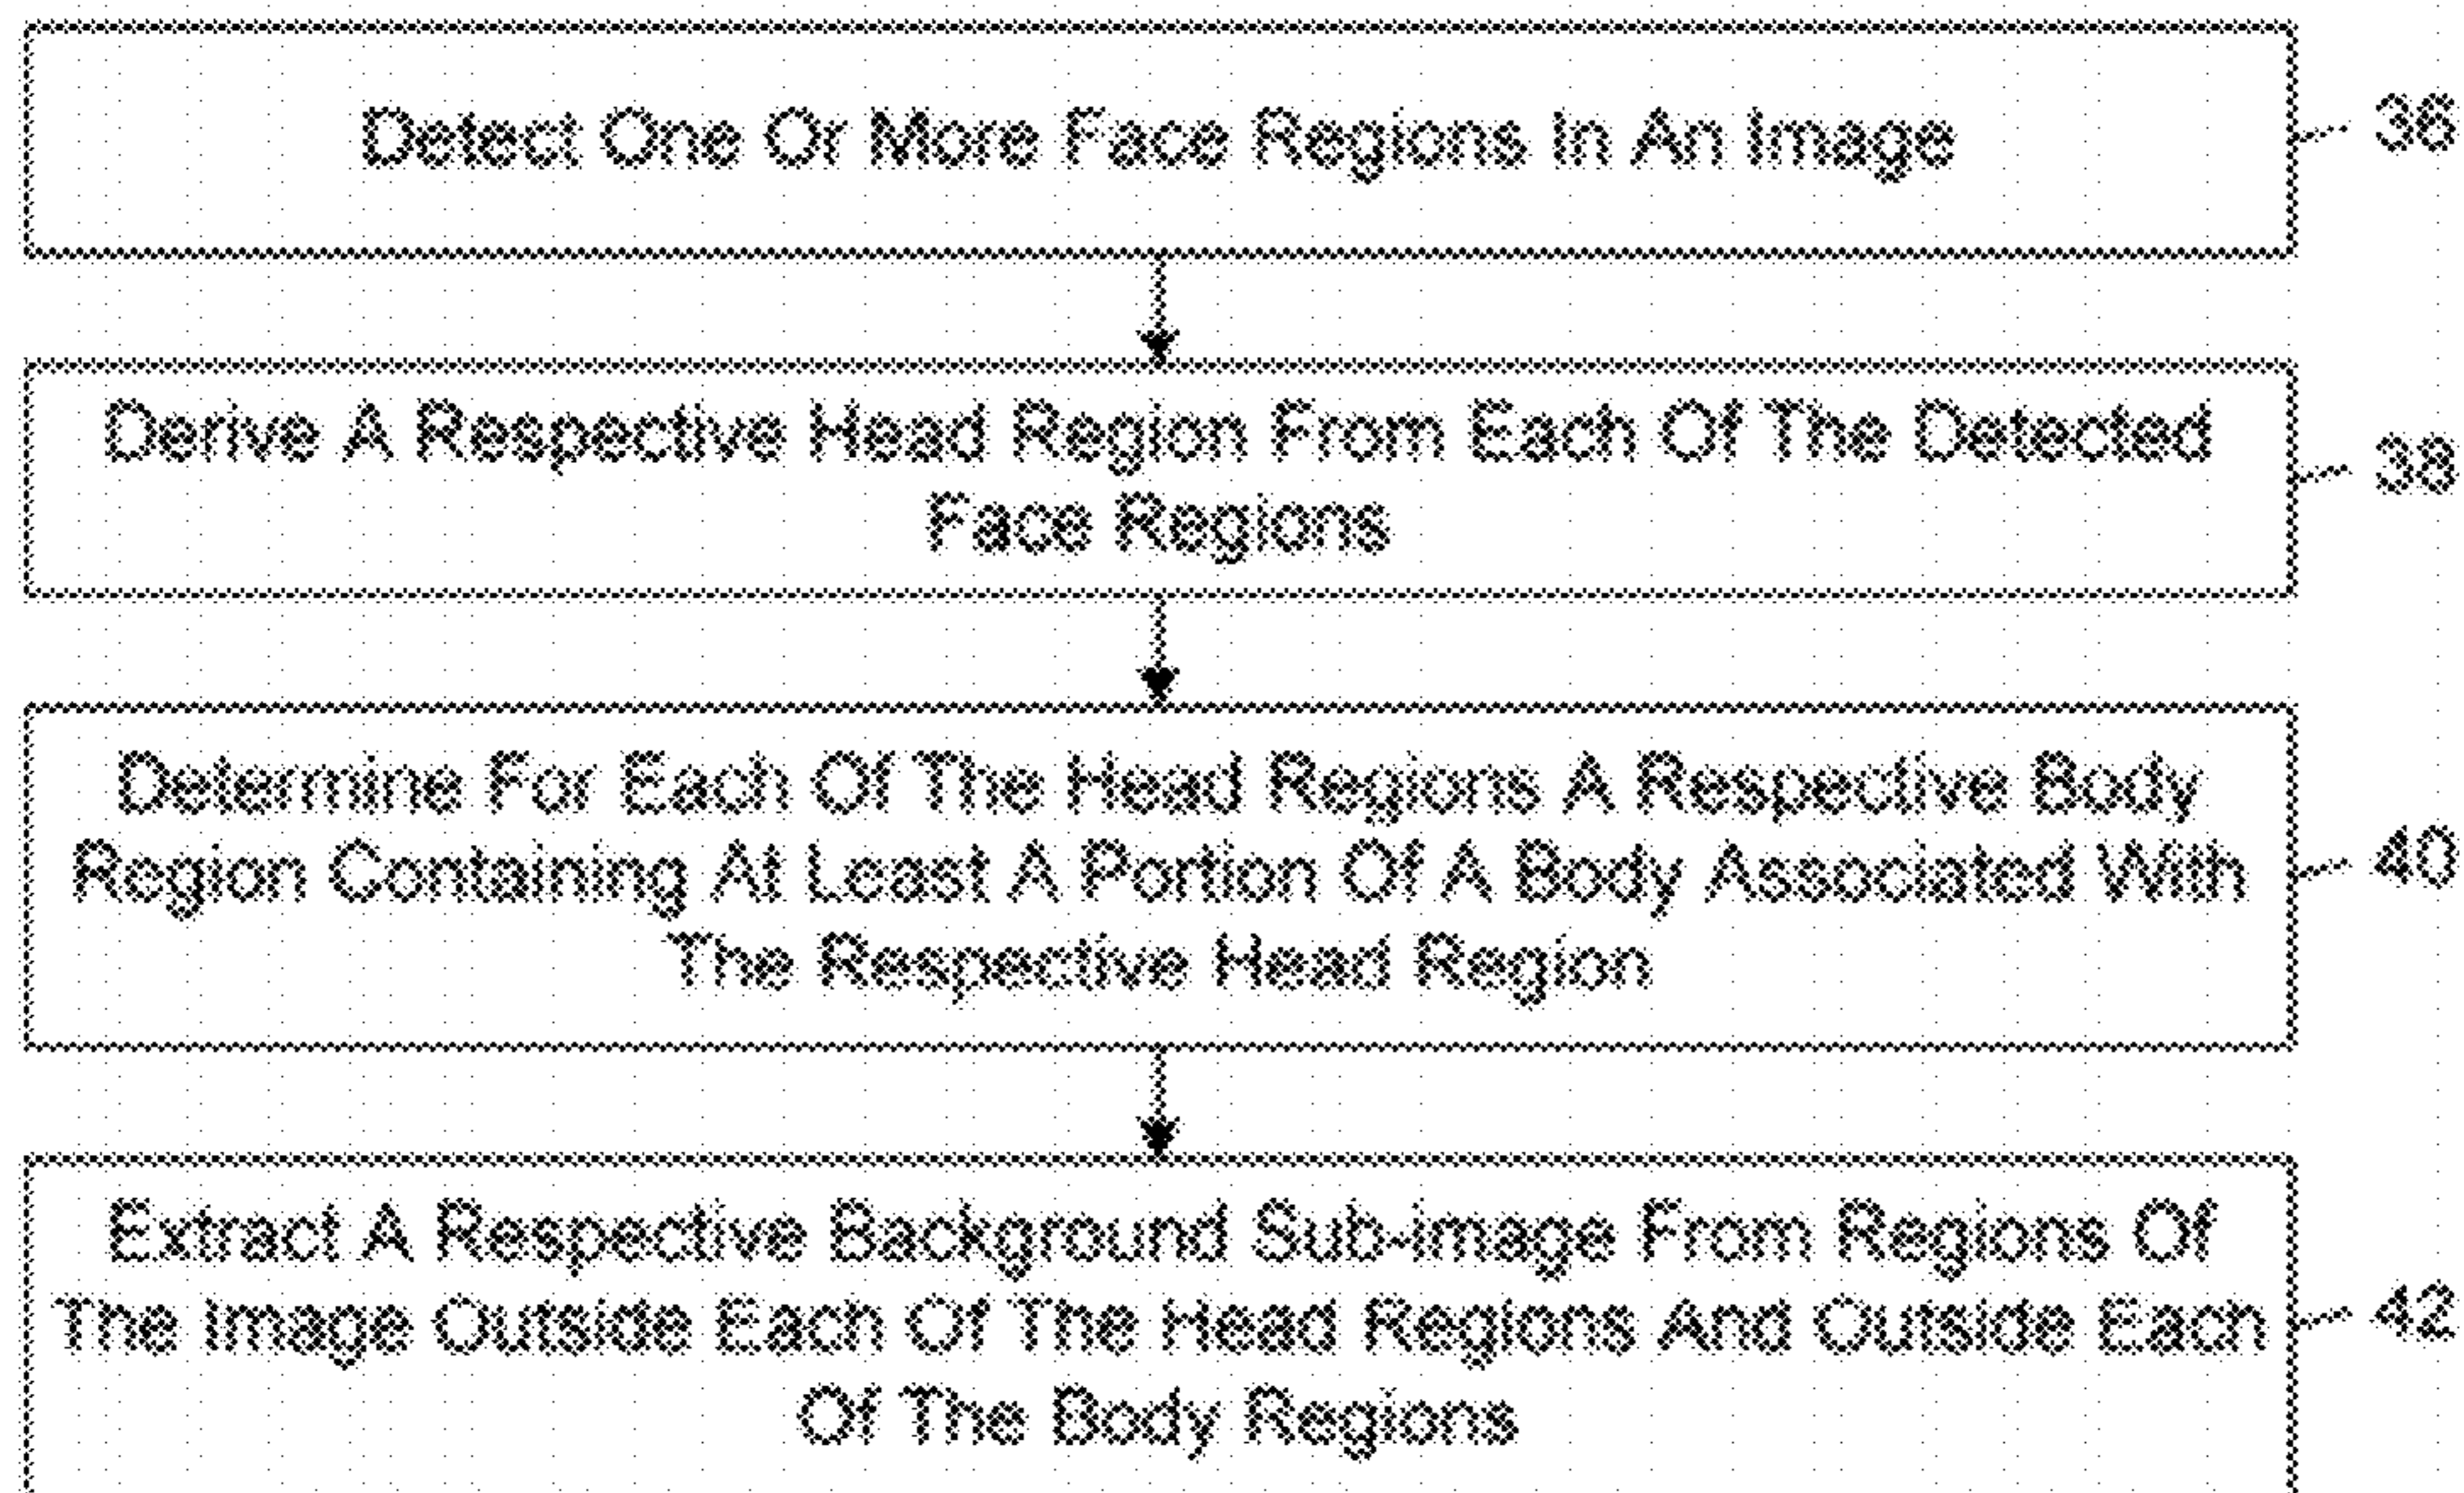 Detect One Or More Face Regions In An Image
36
Derive A Respective Head Region From Each Of The Detected
Face Regions
38
Determine For Each Of The Head Regions A Respective Body
Region Containing At Least A Portion Of A Body Associated With
The Respective Head Region
40
Extract A Respective Background Sub-image From Regions Of
The Image Outside Each Of The Head Regions And Outside Each
Of The Body Regions
42